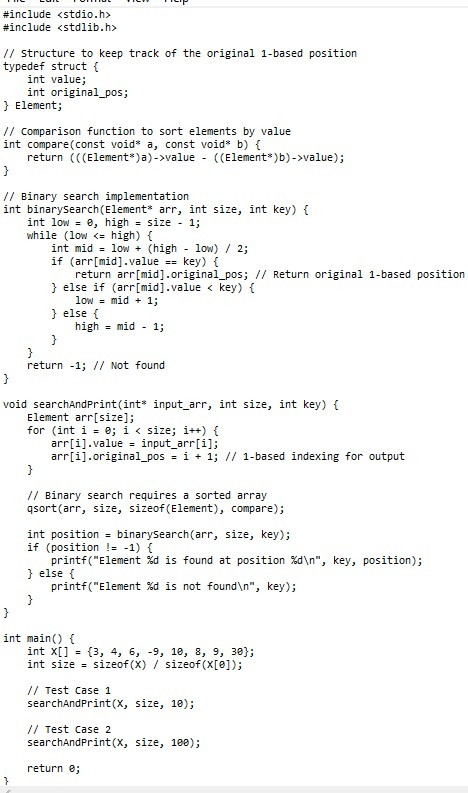 #include <stdio.h>
#include <stdlib.h>

// Structure to keep track of the original 1-based position
typedef struct {
    int value;
    int original_pos;
} Element;

// Comparison function to sort elements by value
int compare(const void* a, const void* b) {
    return (((Element*)a)->value - ((Element*)b)->value);
}

// Binary search implementation
int binarySearch(Element* arr, int size, int key) {
    int low = 0, high = size - 1;
    while (low <= high) {
        int mid = low + (high - low) / 2;
        if (arr[mid].value == key) {
            return arr[mid].original_pos; // Return original 1-based position
        } else if (arr[mid].value < key) {
            low = mid + 1;
        } else {
            high = mid - 1;
        }
    }
    return -1; // Not found
}

void searchAndPrint(int* input_arr, int size, int key) {
    Element arr[size];
    for (int i = 0; i < size; i++) {
        arr[i].value = input_arr[i];
        arr[i].original_pos = i + 1; // 1-based indexing for output
    }

    // Binary search requires a sorted array
    qsort(arr, size, sizeof(Element), compare);

    int position = binarySearch(arr, size, key);
    if (position != -1) {
        printf("Element %d is found at position %d\n", key, position);
    } else {
        printf("Element %d is not found\n", key);
    }
}

int main() {
    int X[] = {3, 4, 6, -9, 10, 8, 9, 30};
    int size = sizeof(X) / sizeof(X[0]);

    // Test Case 1
    searchAndPrint(X, size, 10);

    // Test Case 2
    searchAndPrint(X, size, 100);

    return 0;
}